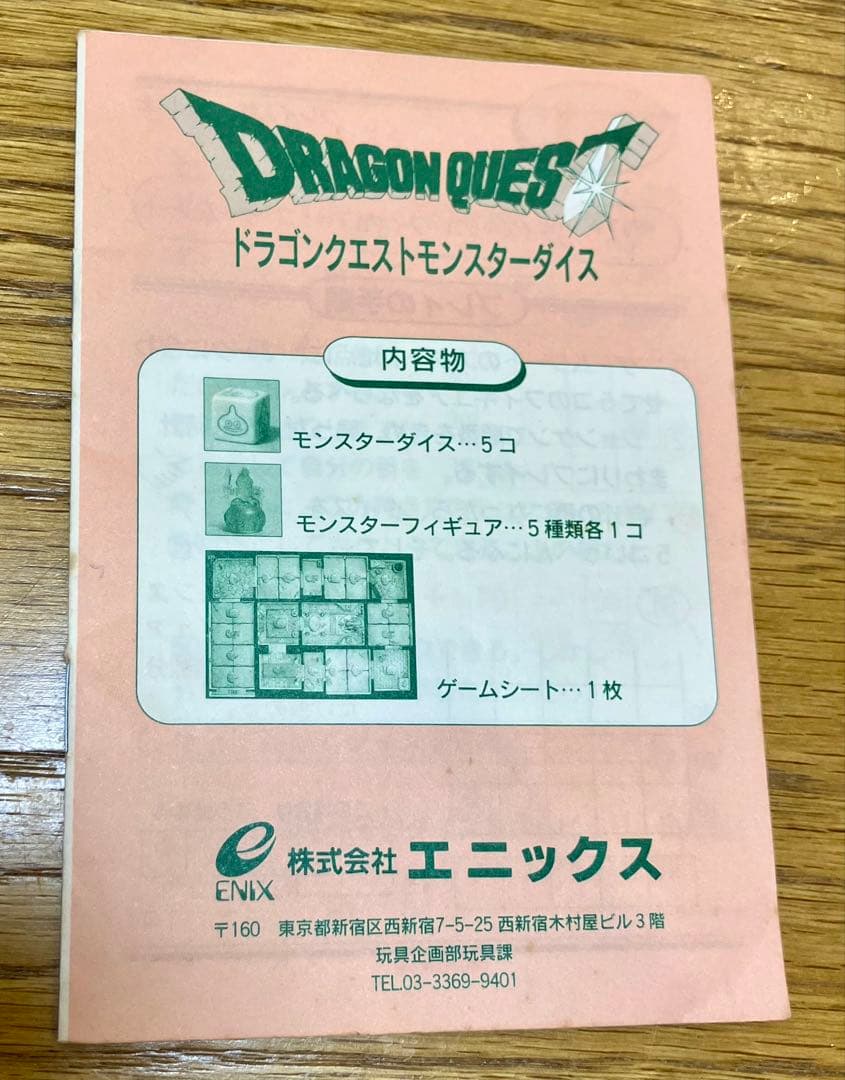 DRAGON QUEST
ドラゴンクエストモンスターダイス
内容物
モンスターダイス…5コ
モンスターフィギュア…5種類各1コ
ゲームシート…1枚
ENIX
株式会社 エニックス
〒160 東京都新宿区西新宿7-5-25 西新宿木村屋ビル3階
玩具企画部玩具課
TEL.03-3369-9401